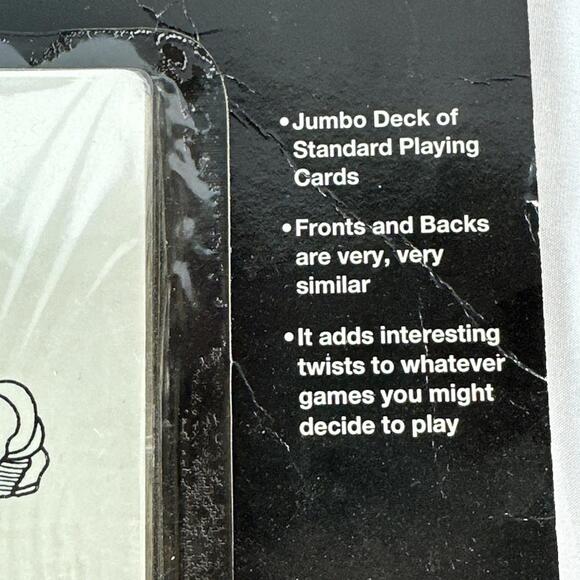 •Jumbo Deck of
Standard Playing
Cards
•Fronts and Backs
are very, very
similar
•It adds interesting
twists to whatever
games you might
decide to play